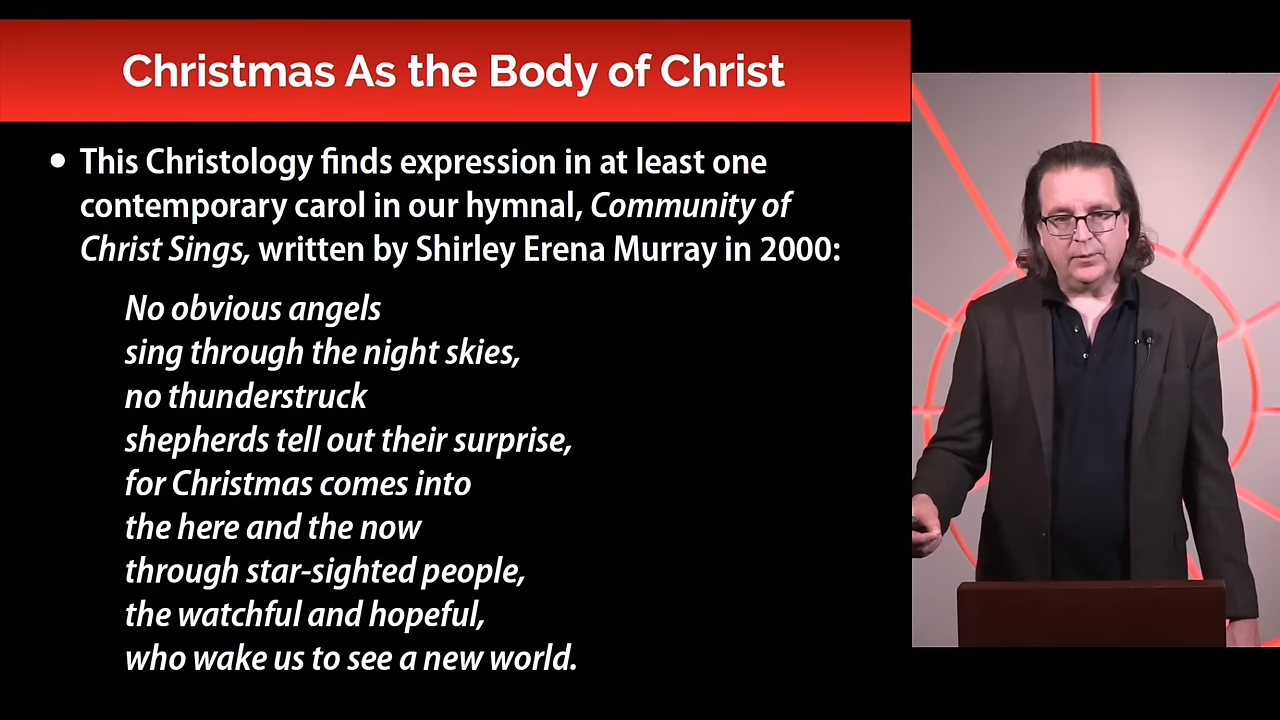 Christmas As the Body of Christ
• This Christology finds expression in at least one
contemporary carol in our hymnal, Community of
Christ Sings, written by Shirley Erena Murray in 2000:
No obvious angels
sing through the night skies,
no thunderstruck
shepherds tell out their surprise,
for Christmas comes into
the here and the now
through star-sighted people,
the watchful and hopeful,
who wake us to see a new world.